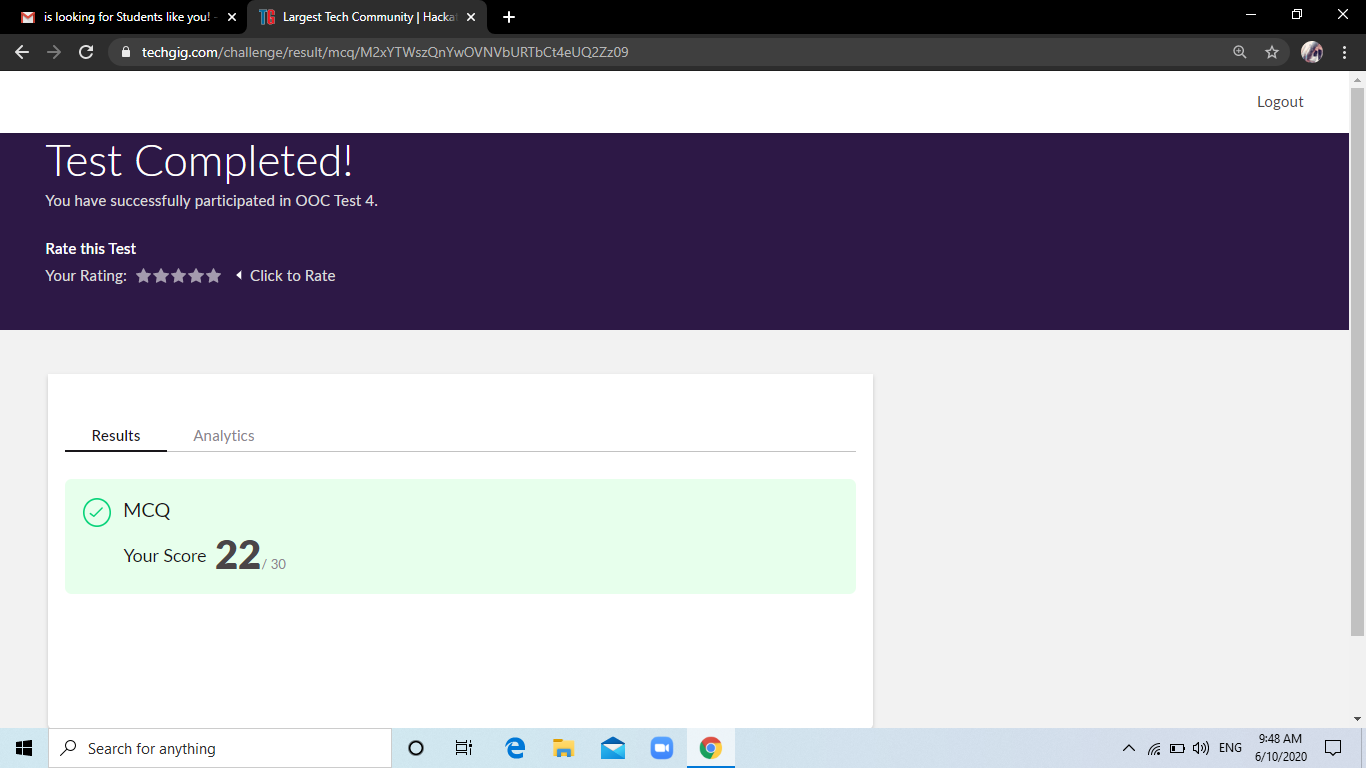 is looking for Students like you! -
TG Largest Tech Community | Hacka
techgig.com/challenge/result/mcq/M2xYTWszQnYwOVNVbURTbCt4eUQ2Zz09
Logout
Test Completed!
You have successfully participated in OOC Test 4.
Rate this Test
Your Rating: Click to Rate
Results Analytics
MCQ
Your Score 22 / 30
Search for anything
ENG
9:48 AM
6/10/2020